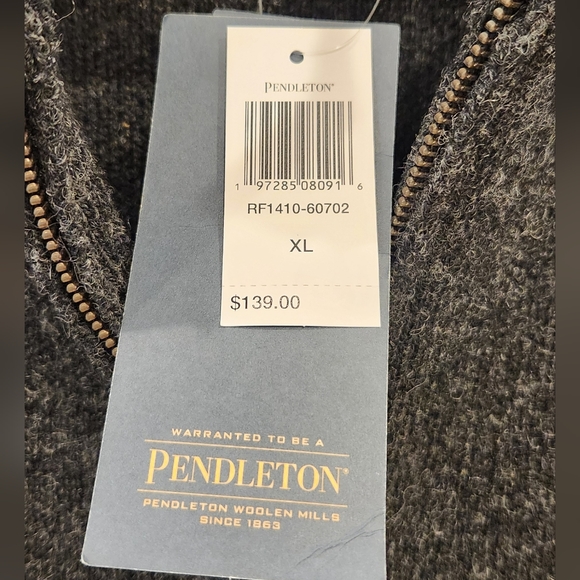 PENDLETON®
1 97285 08091 6
RF1410-60702
XL
$139.00
WARRANTED TO BE A
PENDLETON®
PENDLETON WOOLEN MILLS
SINCE 1863